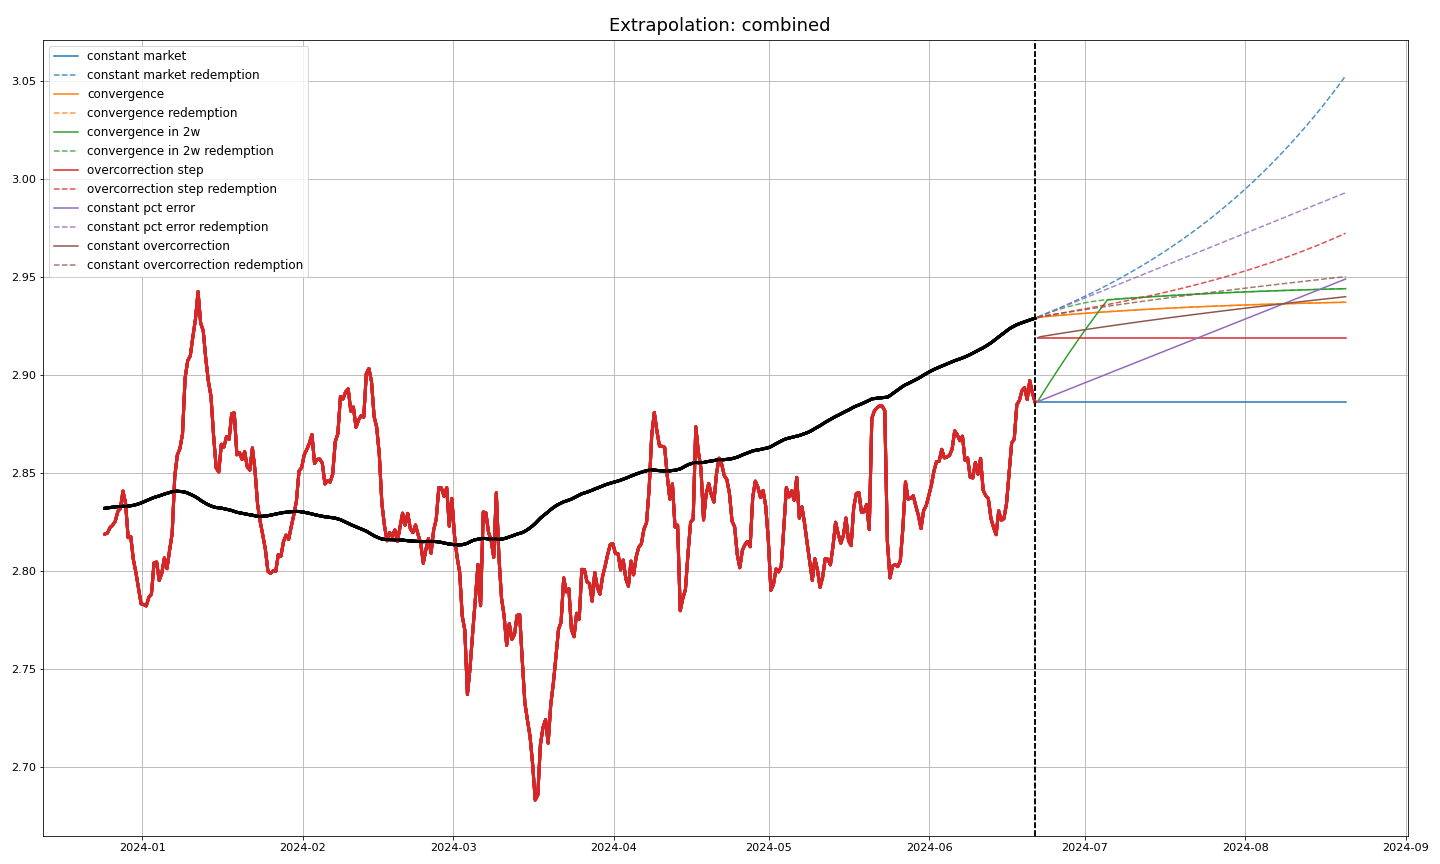 Extrapolation: combined
constant market
constant market redemption
convergence
convergence redemption
convergence in 2w
convergence in 2w redemption
overcorrection step
overcorrection step redemption
constant pct error
constant pct error redemption
constant overcorrection
constant overcorrection redemption
3.05
3.00
2.95
2.90
2.85
2.80
2.75
2.70
2024-01 2024-02 2024-03 2024-04 2024-05 2024-06 2024-07 2024-08 2024-09